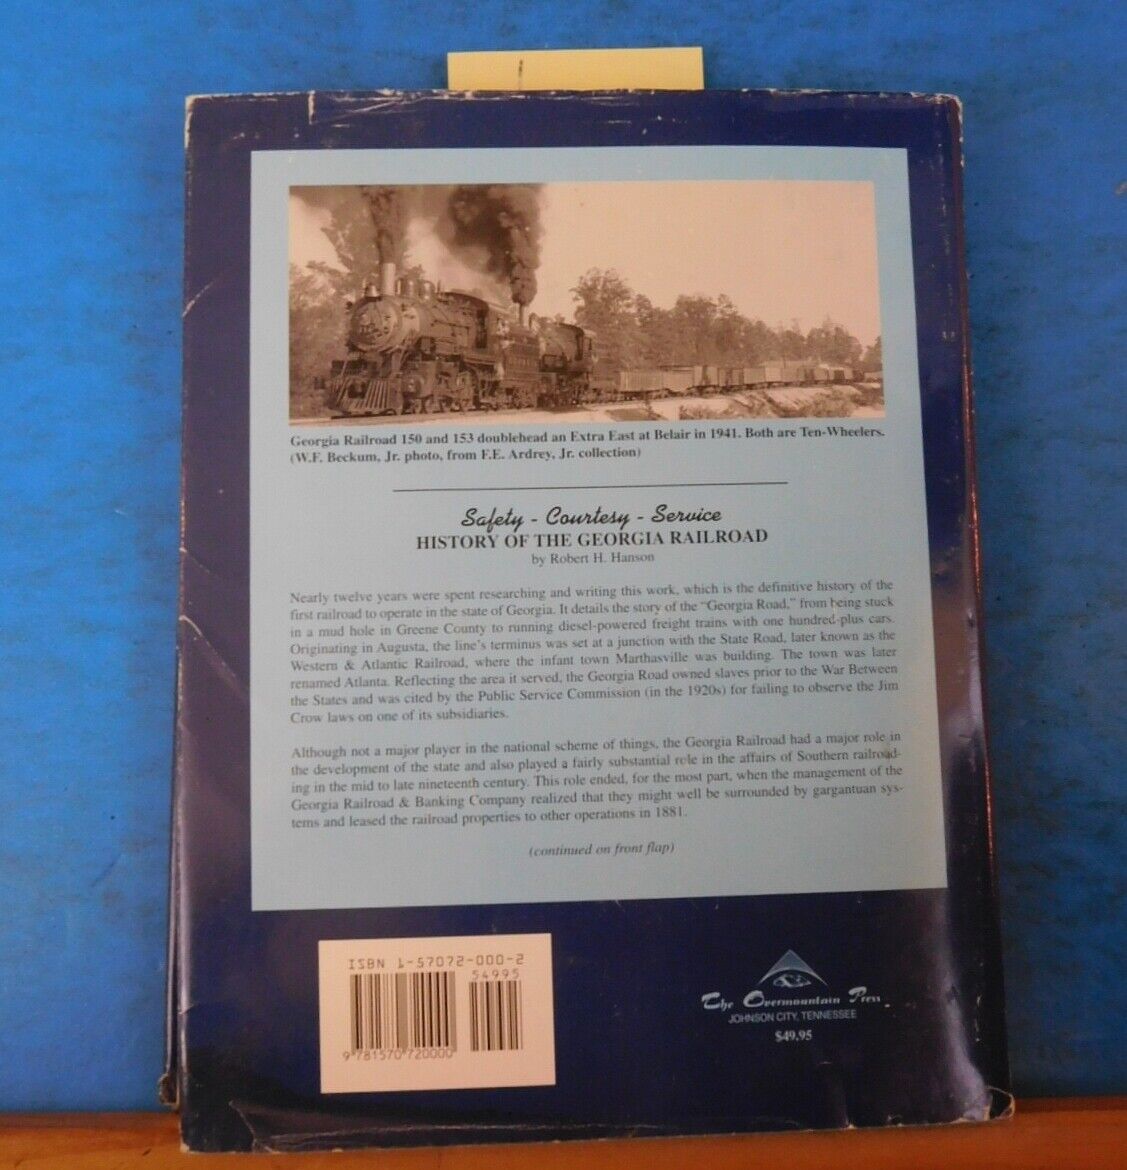 Georgia Railroad 150 and 153 doublehead an Extra East at Belair in 1941. Both are Ten-Wheelers.
(W.F. Beckum, Jr. photo, from F.E. Ardrey, Jr. collection)
Safety - Courtesy - Service
HISTORY OF THE GEORGIA RAILROAD
by Robert H. Hanson
Nearly twelve years were spent researching and writing this work, which is the definitive history of the
first railroad to operate in the state of Georgia. It details the story of the "Georgia Road," from being stuck
in a mud hole in Greene County to running diesel-powered freight trains with one hundred-plus cars.
Originating in Augusta, the line's terminus was set at a junction with the State Road, later known as the
Western & Atlantic Railroad, where the infant town Marthasville was building. The town was later
renamed Atlanta. Reflecting the area it served, the Georgia Road owned slaves prior to the War Between
the States and was cited by the Public Service Commission (in the 1920s) for failing to observe the Jim
Crow laws on one of its subsidiaries.
Although not a major player in the national scheme of things, the Georgia Railroad had a major role in
the development of the state and also played a fairly substantial role in the affairs of Southern railroad-
ing in the mid to late nineteenth century. This role ended, for the most part, when the management of the
Georgia Railroad & Banking Company realized that they might well be surrounded by gargantuan sys-
tems and leased the railroad properties to other operations in 1881.
(continued on front flap)
ISBN 1-57072-000-2
54995
9 781570 720000
The Overmountain Press
JOHNSON CITY, TENNESSEE
$49.95